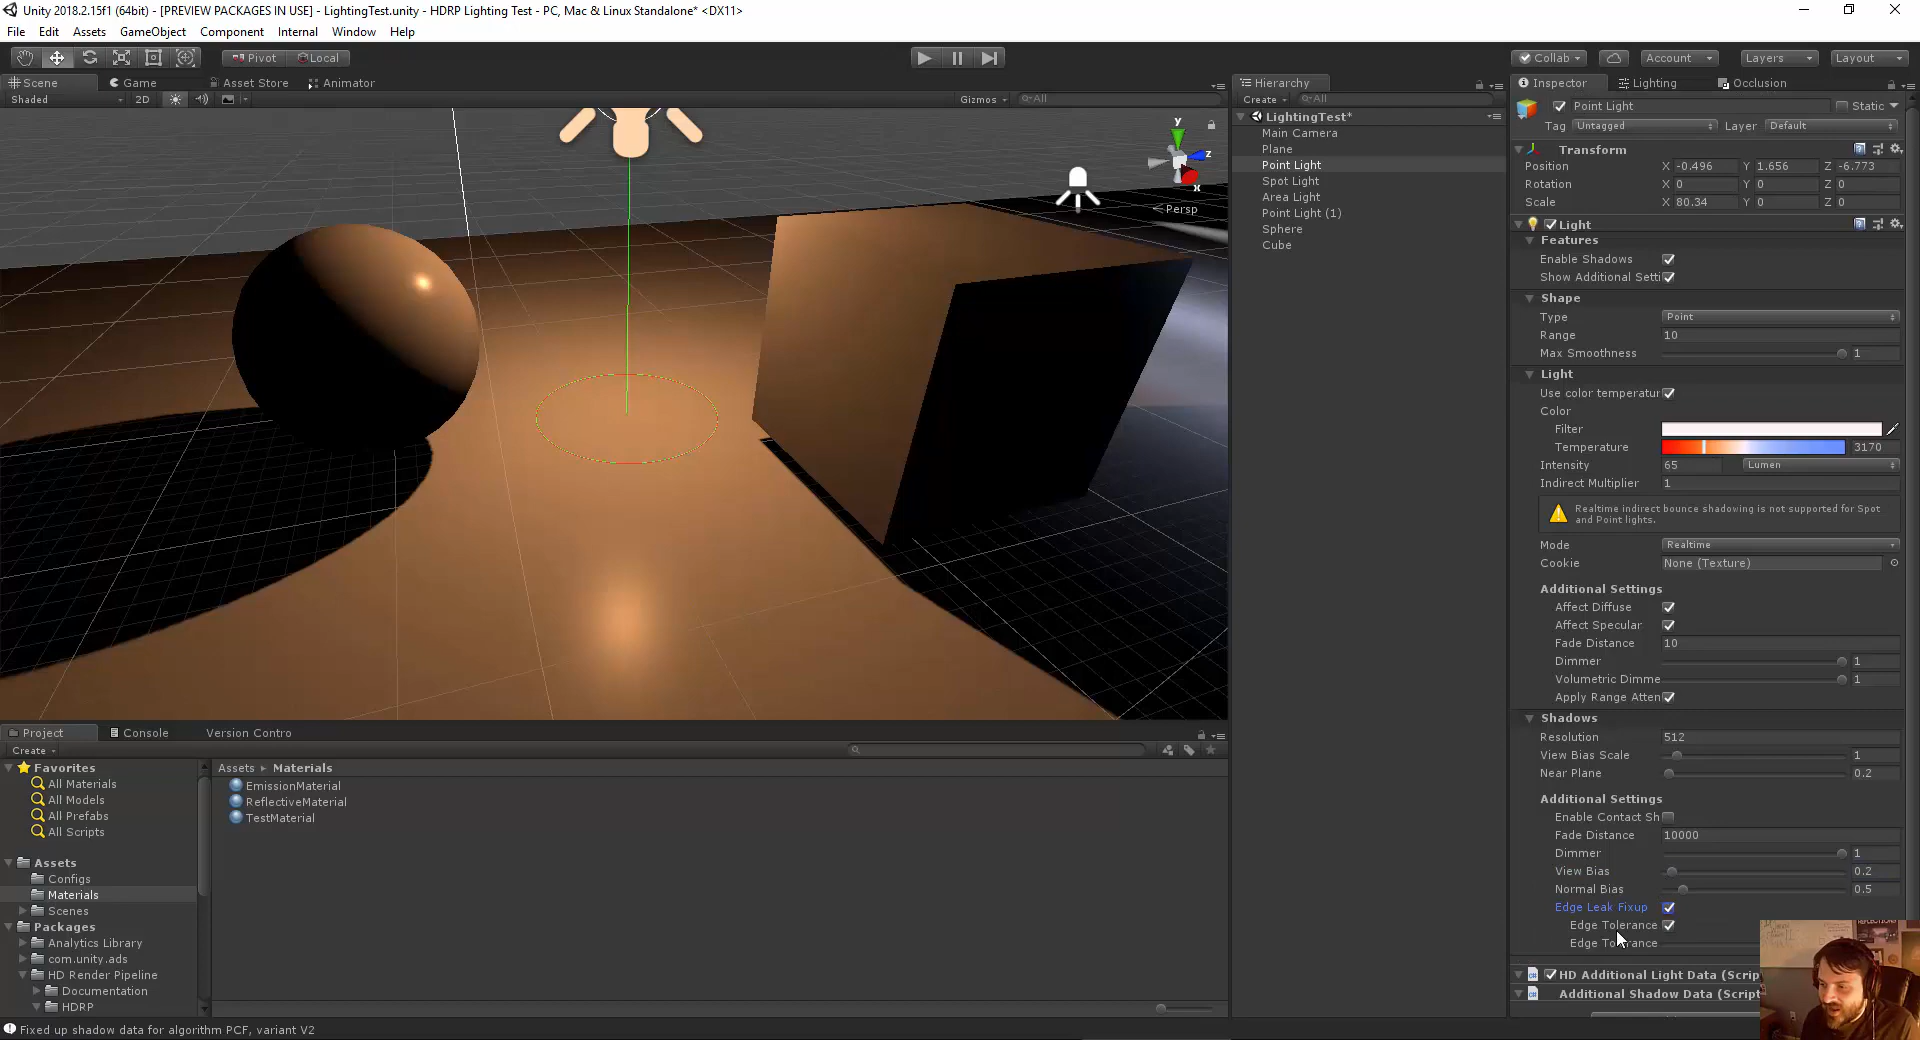 Unity 2018.2.15f1 (64bit) - [PREVIEW PACKAGES IN USE] - LightingTest.unity - HDRP Lighting Test - PC, Mac & Linux Standalone* <DX11>
File Edit Assets GameObject Component Internal Window Help
Pivot Local Collab Account Layers Layout
Scene Game Asset Store Animator
Shaded 2D Gizmos All
y
z
x
Persp
Hierarchy
Create All
LightingTest*
Main Camera
Plane
Point Light
Spot Light
Area Light
Point Light (1)
Sphere
Cube
Inspector Lighting Occlusion
Point Light Static
Tag Untagged Layer Default
Transform
Position X -0.496 Y 1.656 Z -6.773
Rotation X 0 Y 0 Z 0
Scale X 80.34 Y 0 Z 0
Light
Features
Enable Shadows
Show Additional Setti
Shape
Type Point
Range 10
Max Smoothness 1
Light
Use color temperatur
Color
Filter
Temperature 3170
Intensity 65 Lumen
Indirect Multiplier 1
Realtime indirect bounce shadowing is not supported for Spot
and Point lights.
Mode Realtime
Cookie None (Texture)
Additional Settings
Affect Diffuse
Affect Specular
Fade Distance 10
Dimmer 1
Volumetric Dimme 1
Apply Range Atten
Shadows
Resolution 512
View Bias Scale 1
Near Plane 0.2
Additional Settings
Enable Contact Sh
Fade Distance 10000
Dimmer 1
View Bias 0.2
Normal Bias 0.5
Edge Leak Fixup
Edge Tolerance
Edge Tolerance
HD Additional Light Data (Scrip
Additional Shadow Data (Script
Project Console Version Contro
Create
Favorites
All Materials
All Models
All Prefabs
All Scripts
Assets
Configs
Materials
Scenes
Packages
Analytics Library
com.unity.ads
HD Render Pipeline
Documentation
HDRP
Assets Materials
EmissionMaterial
ReflectiveMaterial
TestMaterial
Fixed up shadow data for algorithm PCF, variant V2